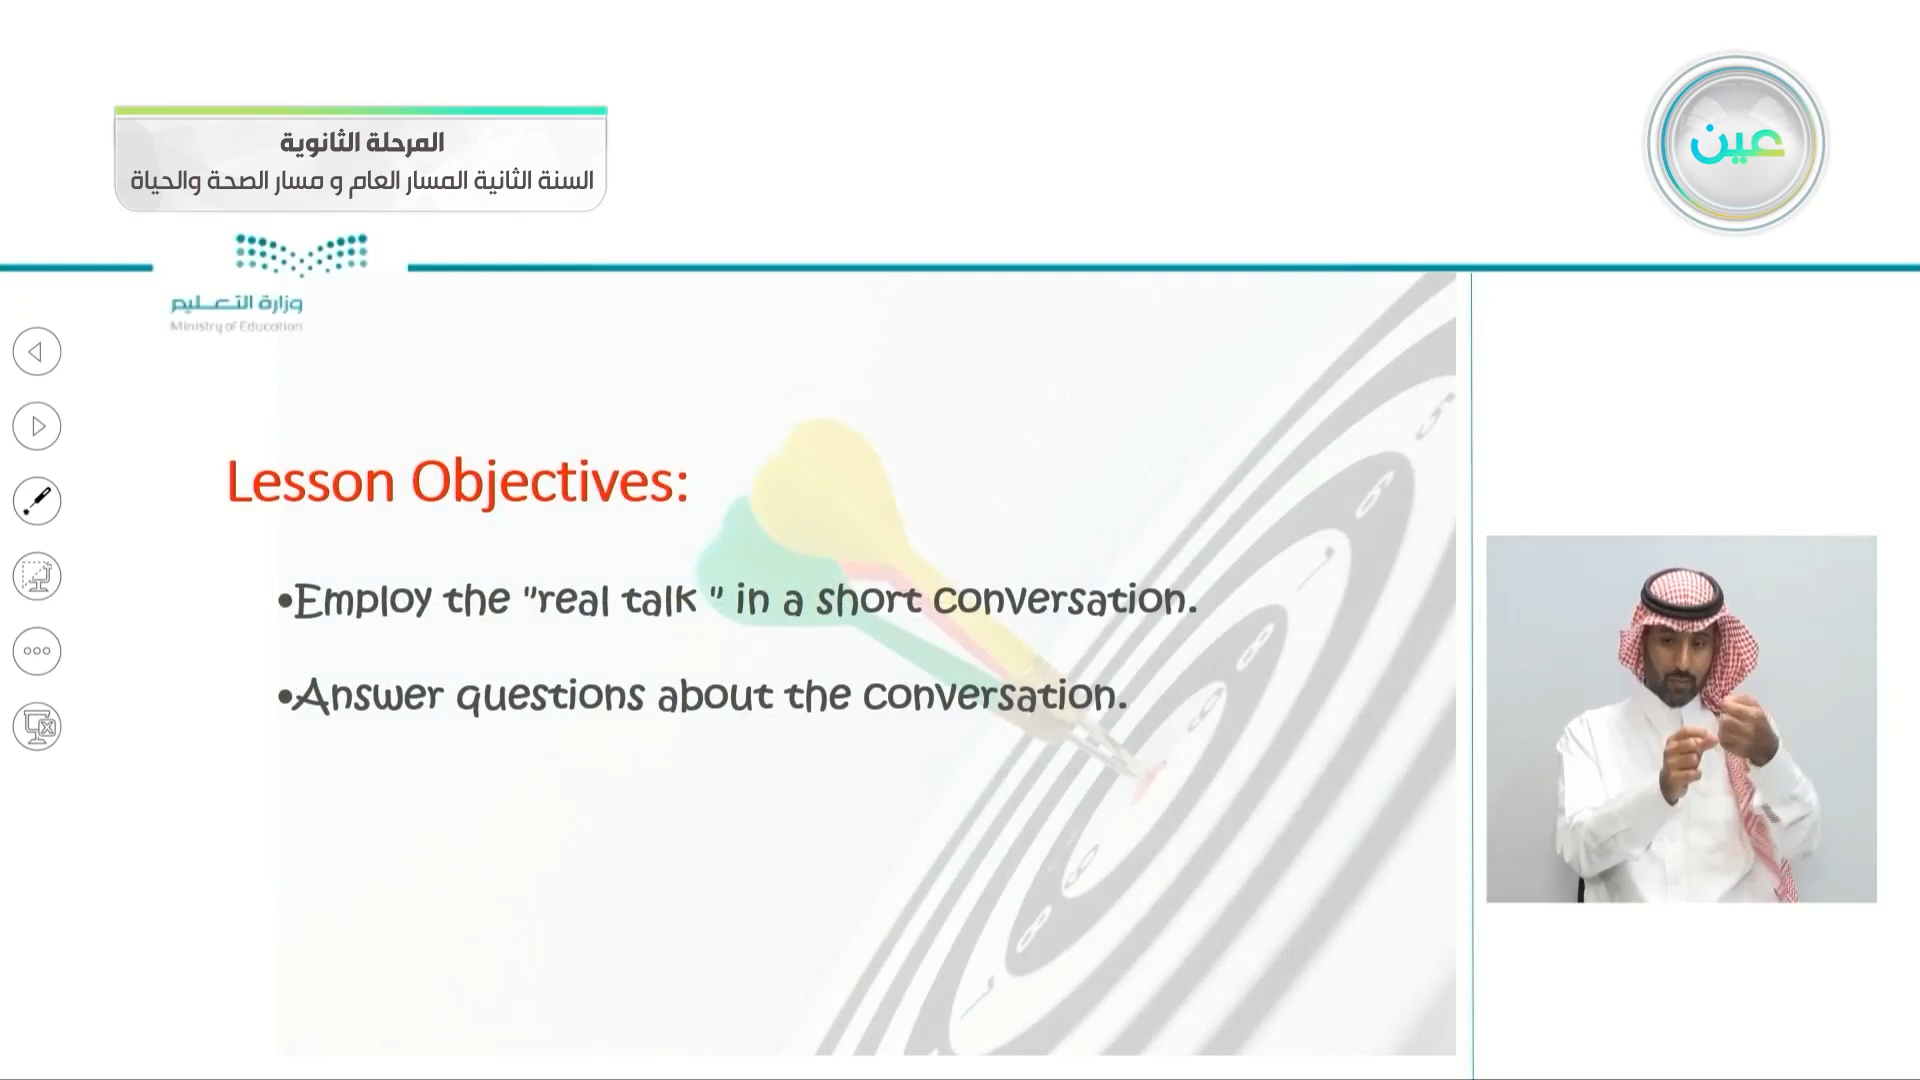 المرحلة الثانوية
السنة الثانية المسار العام و مسار الصحة والحياة
عين
وزارة التعليم
Ministry of Education
Lesson Objectives:
•Employ the "real talk " in a short conversation.
•Answer questions about the conversation.